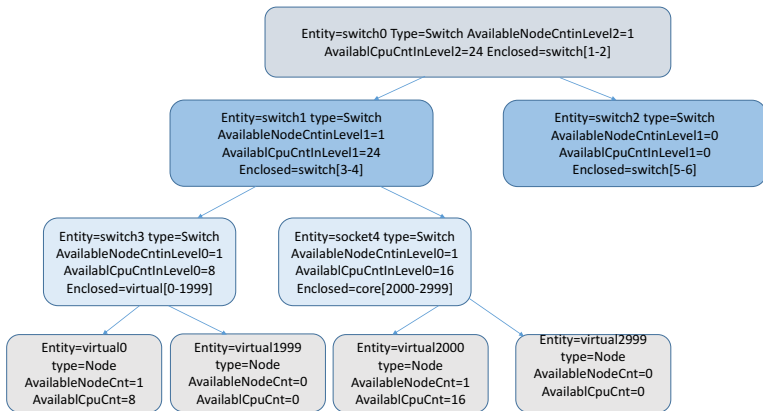 Entity=switch0 Type=Switch AvailableNodeCntinLevel2=1
AvailablCpuCntInLevel2=24 Enclosed=switch[1-2]
Entity=switch1 type=Switch
AvailableNodeCntinLevel1=1
AvailablCpuCntInLevel1=24
Enclosed=switch[3-4]
Entity=switch2 type=Switch
AvailableNodeCntinLevel1=0
AvailablCpuCntInLevel1=0
Enclosed=switch[5-6]
Entity=switch3 type=Switch
AvailableNodeCntinLevel0=1
AvailablCpuCntInLevel0=8
Enclosed=virtual[0-1999]
Entity=socket4 type=Switch
AvailableNodeCntinLevel0=1
AvailablCpuCntInLevel0=16
Enclosed=core[2000-2999]
Entity=virtual0
type=Node
AvailableNodeCnt=1
AvailablCpuCnt=8
Entity=virtual1999
type=Node
AvailableNodeCnt=0
AvailablCpuCnt=0
Entity=virtual2000
type=Node
AvailableNodeCnt=1
AvailablCpuCnt=16
Entity=virtual2999
type=Node
AvailableNodeCnt=0
AvailablCpuCnt=0